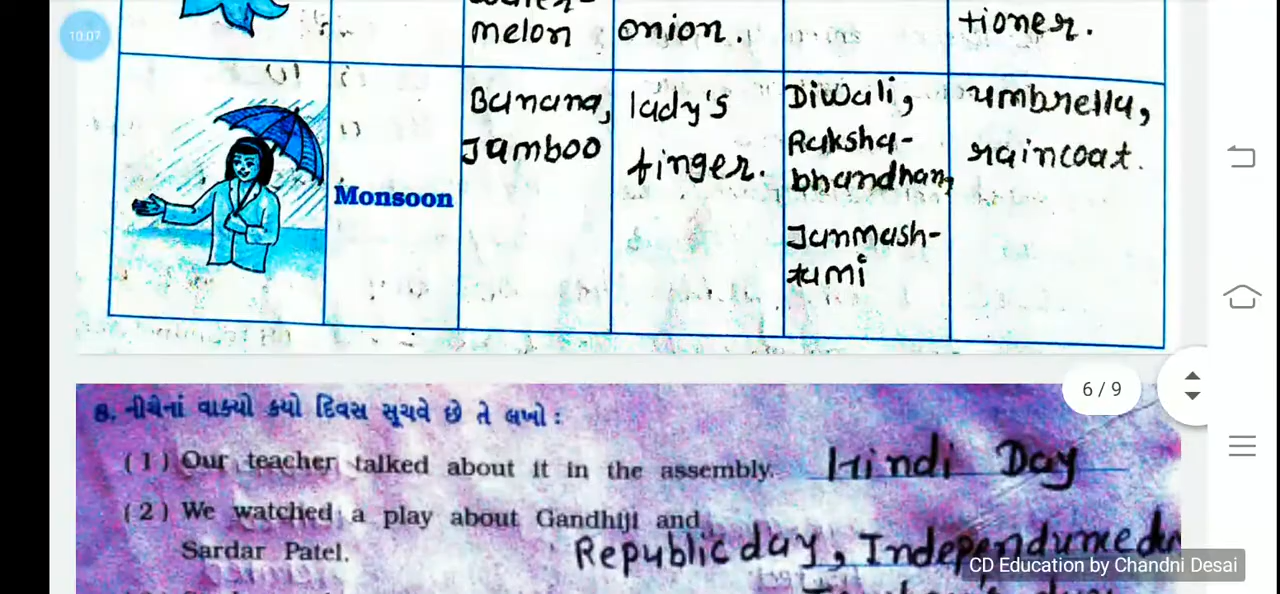 10:07
melon onion. tioner.
Monsoon
Banana, Jamboo
lady's finger.
Diwali, Raksha-
bhandhan,
Janmash-
tami
umbrella,
raincoat.
6 / 9
8. નીચેનાં વાક્યો ક્યો દિવસ સૂચવે છે તે લખો :
(1) Our teacher talked about it in the assembly. Hindi Day
(2) We watched a play about Gandhiji and
Sardar Patel. Republic day,
CD Education by Chandni Desai